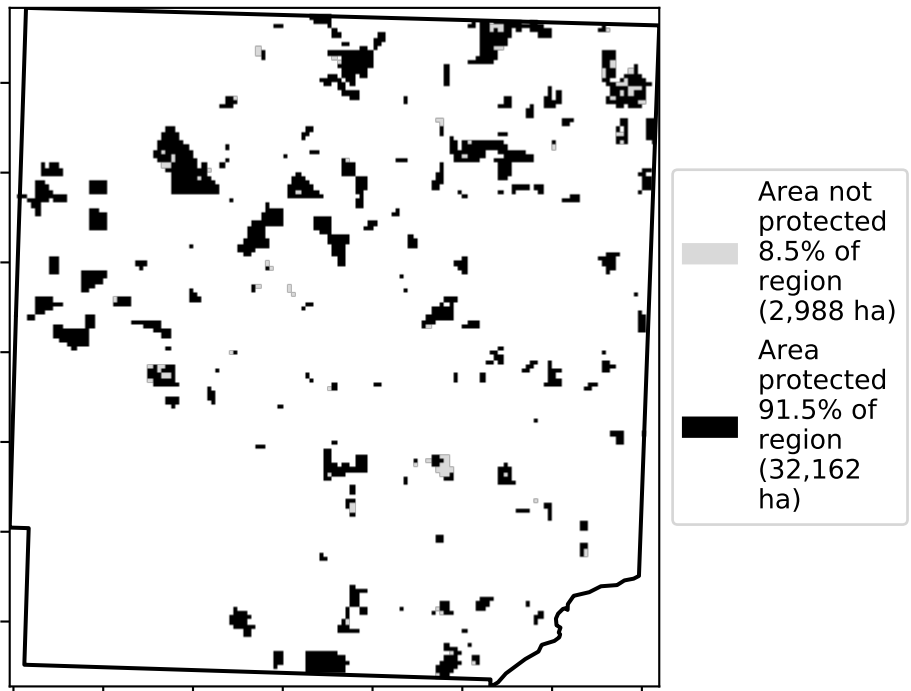 Area not
protected
8.5% of
region
(2,988 ha)
Area
protected
91.5% of
region
(32,162
ha)